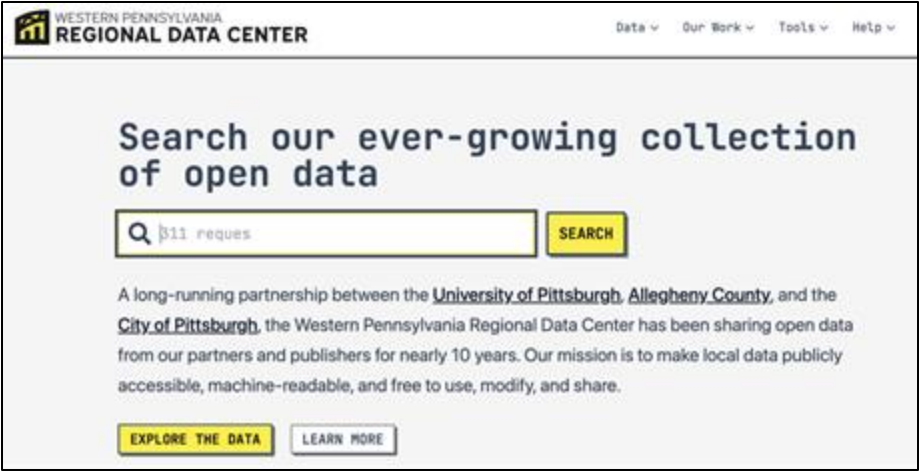 WESTERN PENNSYLVANIA
REGIONAL DATA CENTER
Data Our Work Tools Help
Search our ever-growing collection
of open data
311 reques
SEARCH
A long-running partnership between the University of Pittsburgh, Allegheny County, and the
City of Pittsburgh, the Western Pennsylvania Regional Data Center has been sharing open data
from our partners and publishers for nearly 10 years. Our mission is to make local data publicly
accessible, machine-readable, and free to use, modify, and share.
EXPLORE THE DATA LEARN MORE